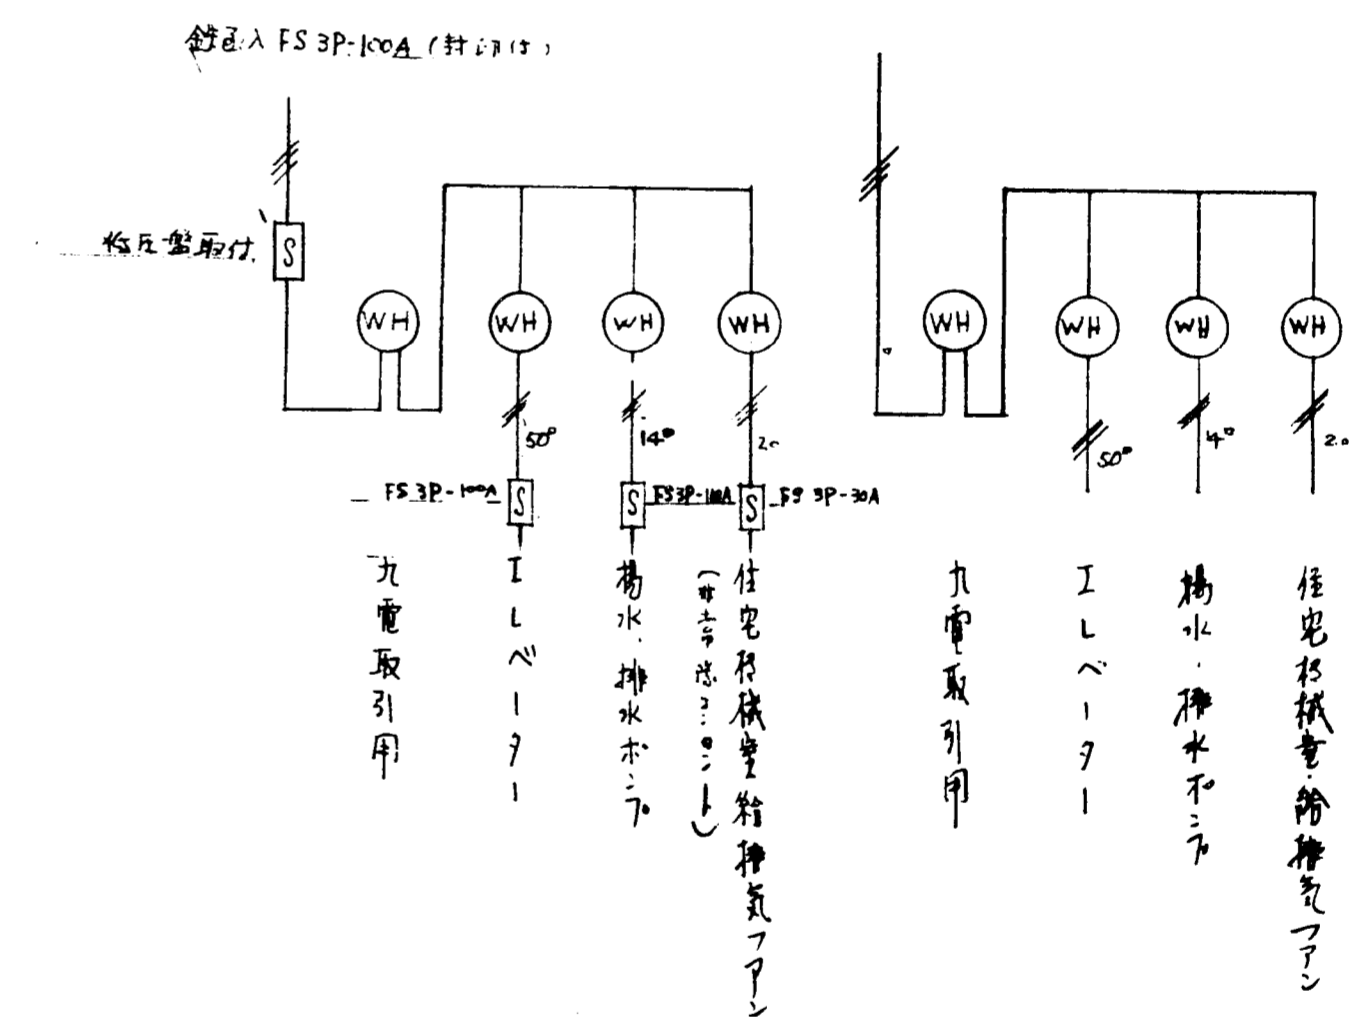 鉄函入 FS 3P-100A (封印付)
低圧盤取付
S
WH
WH
WH
WH
50°
14°
2.0
FS 3P-100A
S
S
FS 3P-100A
S
FS 3P-30A
九電取引用
エレベーター
揚水・排水ポンプ
住宅棟機械室給排気ファン
WH
WH
WH
WH
50°
2.0
九電取引用
エレベーター
揚水・排水ポンプ
住宅棟機械室・給排気ファン